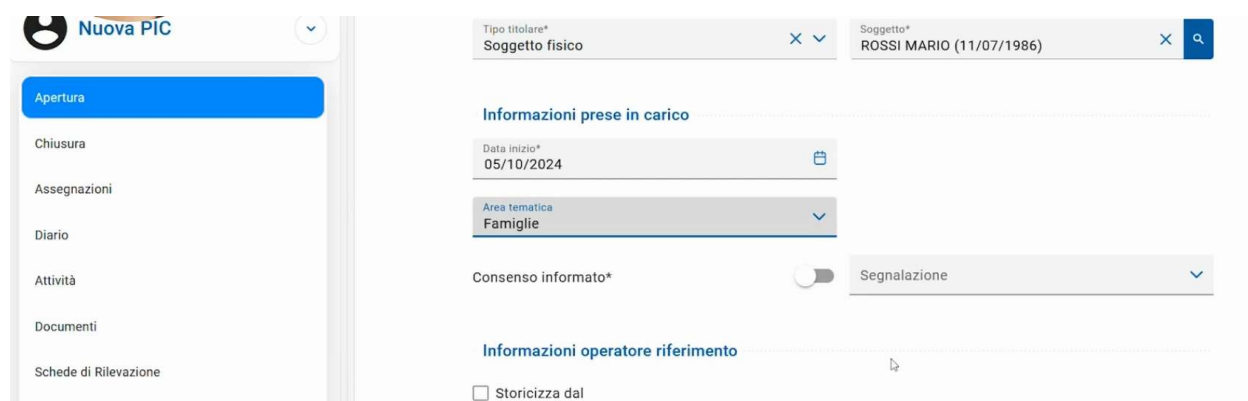 Nuova PIC
Apertura
Chiusura
Assegnazioni
Diario
Attività
Documenti
Schede di Rilevazione
Tipo titolare*
Soggetto fisico
Soggetto*
ROSSI MARIO (11/07/1986)
Informazioni prese in carico
Data inizio*
05/10/2024
Area tematica
Famiglie
Consenso informato*
Segnalazione
Informazioni operatore riferimento
Storicizza dal